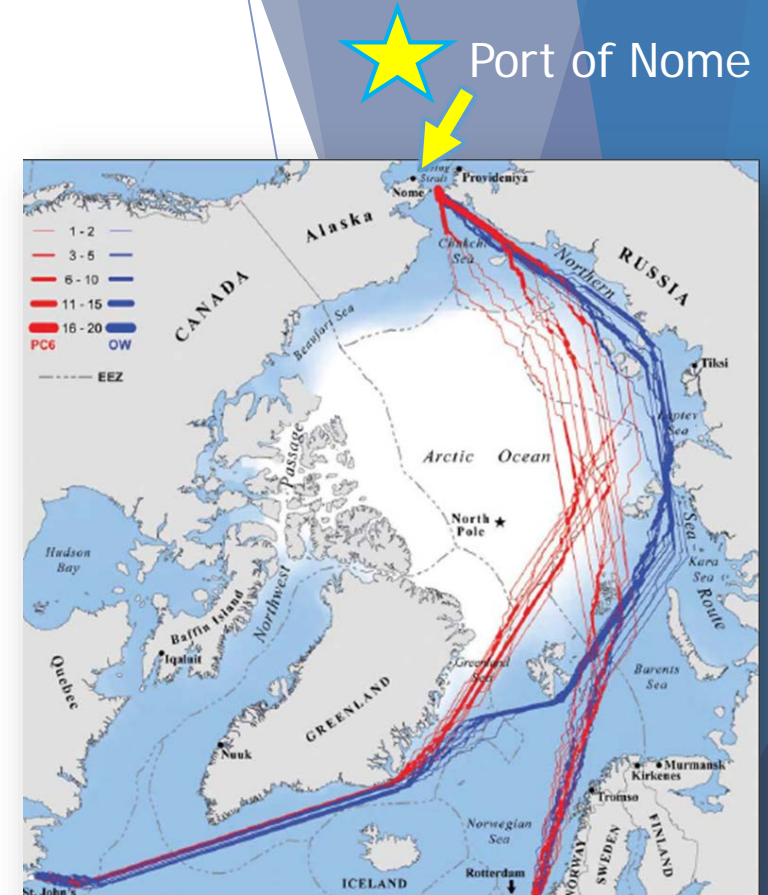 Port of Nome
Bering
Strait
Provideniya
Nome
Alaska
Chukchi
Sea
Northern
RUSSIA
1 - 2
3 - 5
6 - 10
11 - 15
16 - 20
PC6
OW
EEZ
CANADA
Beaufort Sea
Tiksi
Laptev
Sea
Arctic Ocean
Passage
North
Pole
Sea
Kara
Sea
Route
Hudson
Bay
Northwest
Baffin Island
Iqaluit
Quebec
Greenland
Sea
Barents
Sea
GREENLAND
Nuuk
Murmansk
Kirkenes
Tromsø
Norwegian
Sea
NORWAY
SWEDEN
FINLAND
Rotterdam
ICELAND
St. John's